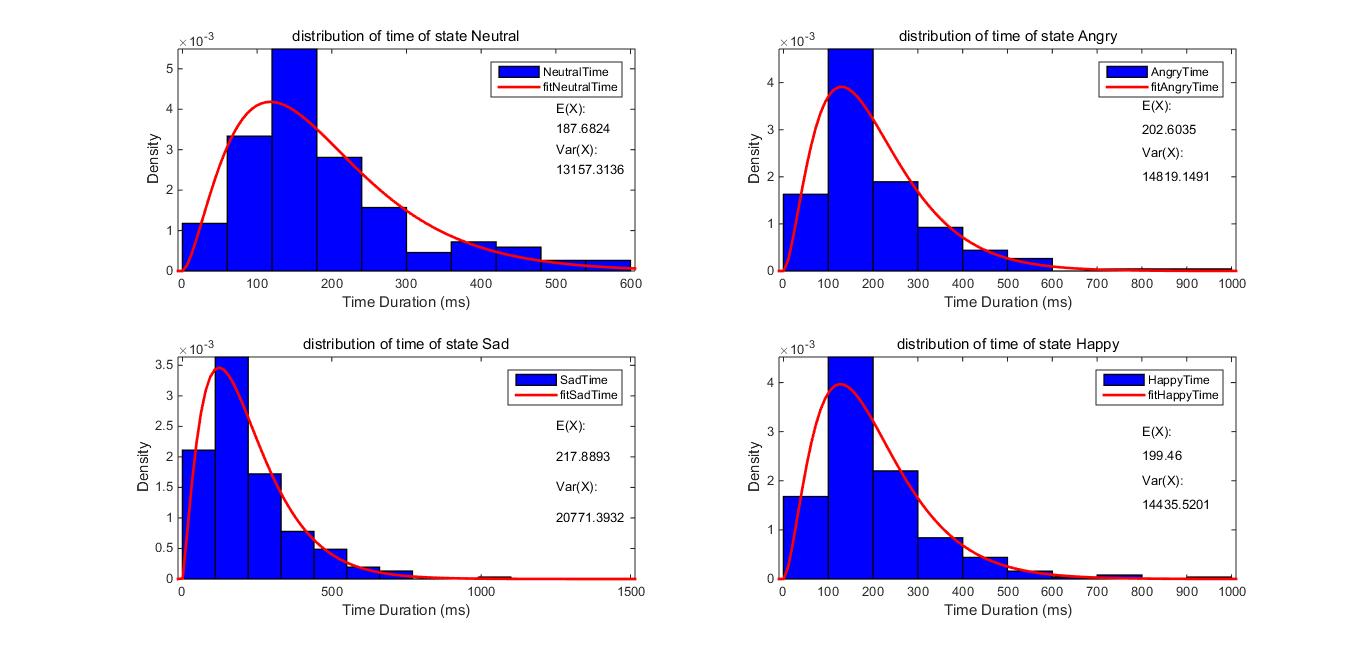 distribution of time of state Neutral
×10-3
5
4
3
2
1
0
Density
0 100 200 300 400 500 600
Time Duration (ms)
NeutralTime
fitNeutralTime
E(X):
187.6824
Var(X):
13157.3136
distribution of time of state Angry
×10-3
4
3
2
1
0
Density
0 100 200 300 400 500 600 700 800 900 1000
Time Duration (ms)
AngryTime
fitAngryTime
E(X):
202.6035
Var(X):
14819.1491
distribution of time of state Sad
×10-3
3.5
3
2.5
2
1.5
1
0.5
0
Density
0 500 1000 1500
Time Duration (ms)
SadTime
fitSadTime
E(X):
217.8893
Var(X):
20771.3932
distribution of time of state Happy
×10-3
4
3
2
1
0
Density
0 100 200 300 400 500 600 700 800 900 1000
Time Duration (ms)
HappyTime
fitHappyTime
E(X):
199.46
Var(X):
14435.5201